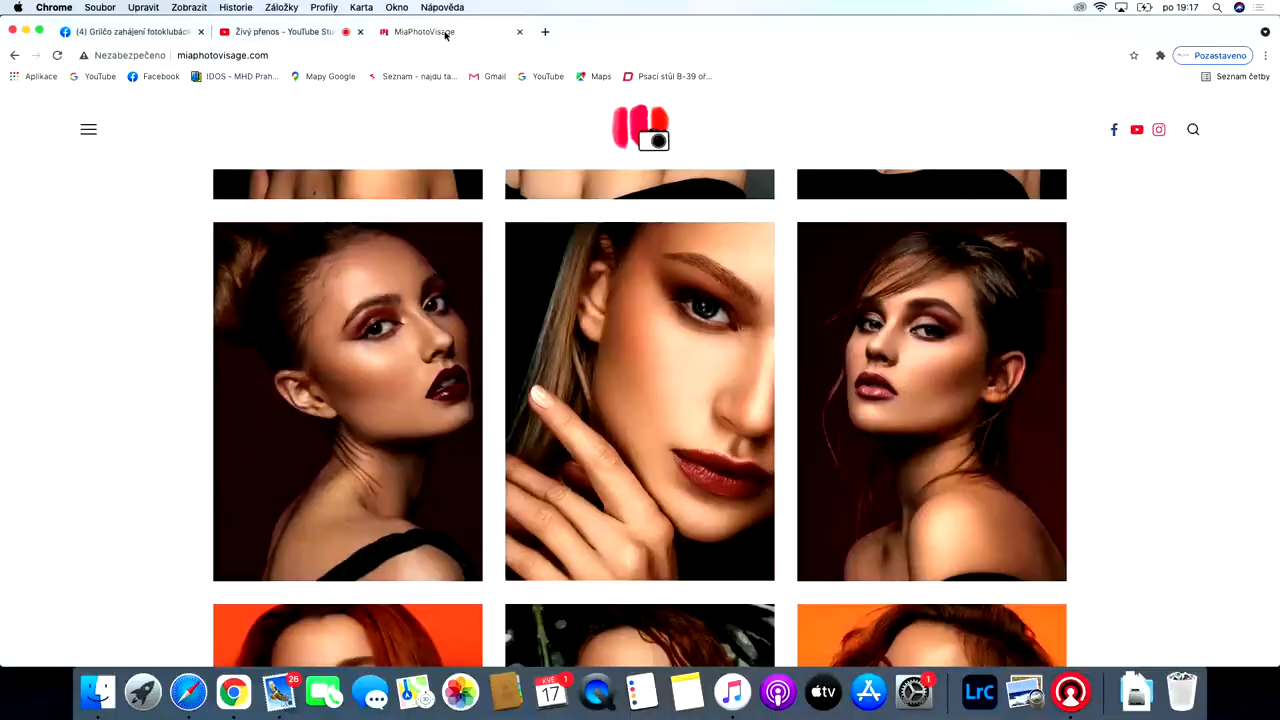 Chrome Soubor Upravit Zobrazit Historie Záložky Profily Karta Okno Nápověda po 19:17
(4) Grilčo zahájení fotoklubác Živý přenos - YouTube Stu MiaPhotoVisage
Nezabezpečeno miaphotovisage.com Pozastaveno
Aplikace YouTube Facebook IDOS - MHD Prah... Mapy Google Seznam - najdu ta... Gmail YouTube Maps Psací stůl B-39 oř... Seznam četby
26
KVĚ
17
1
tv
1
LrC